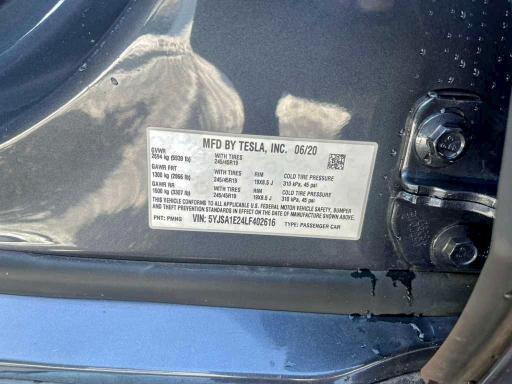 MFD BY TESLA, INC. 06/20
GVWR WITH TIRES
2694 kg (5939 lb) 245/45R19
GAWR FRT WITH TIRES RIM COLD TIRE PRESSURE
1300 kg (2866 lb) 245/45R19 19X8.5 J 310 kPa, 45 psi
GAWR RR WITH TIRES RIM COLD TIRE PRESSURE
1500 kg (3307 lb) 245/45R19 19X8.5 J 310 kPa, 45 psi
THIS VEHICLE CONFORMS TO ALL APPLICABLE U.S. FEDERAL MOTOR VEHICLE SAFETY, BUMPER
AND THEFT PREVENTION STANDARDS IN EFFECT ON THE DATE OF MANUFACTURE SHOWN ABOVE.
PNT: PMNG VIN: 5YJSA1E24LF402616 TYPE: PASSENGER CAR